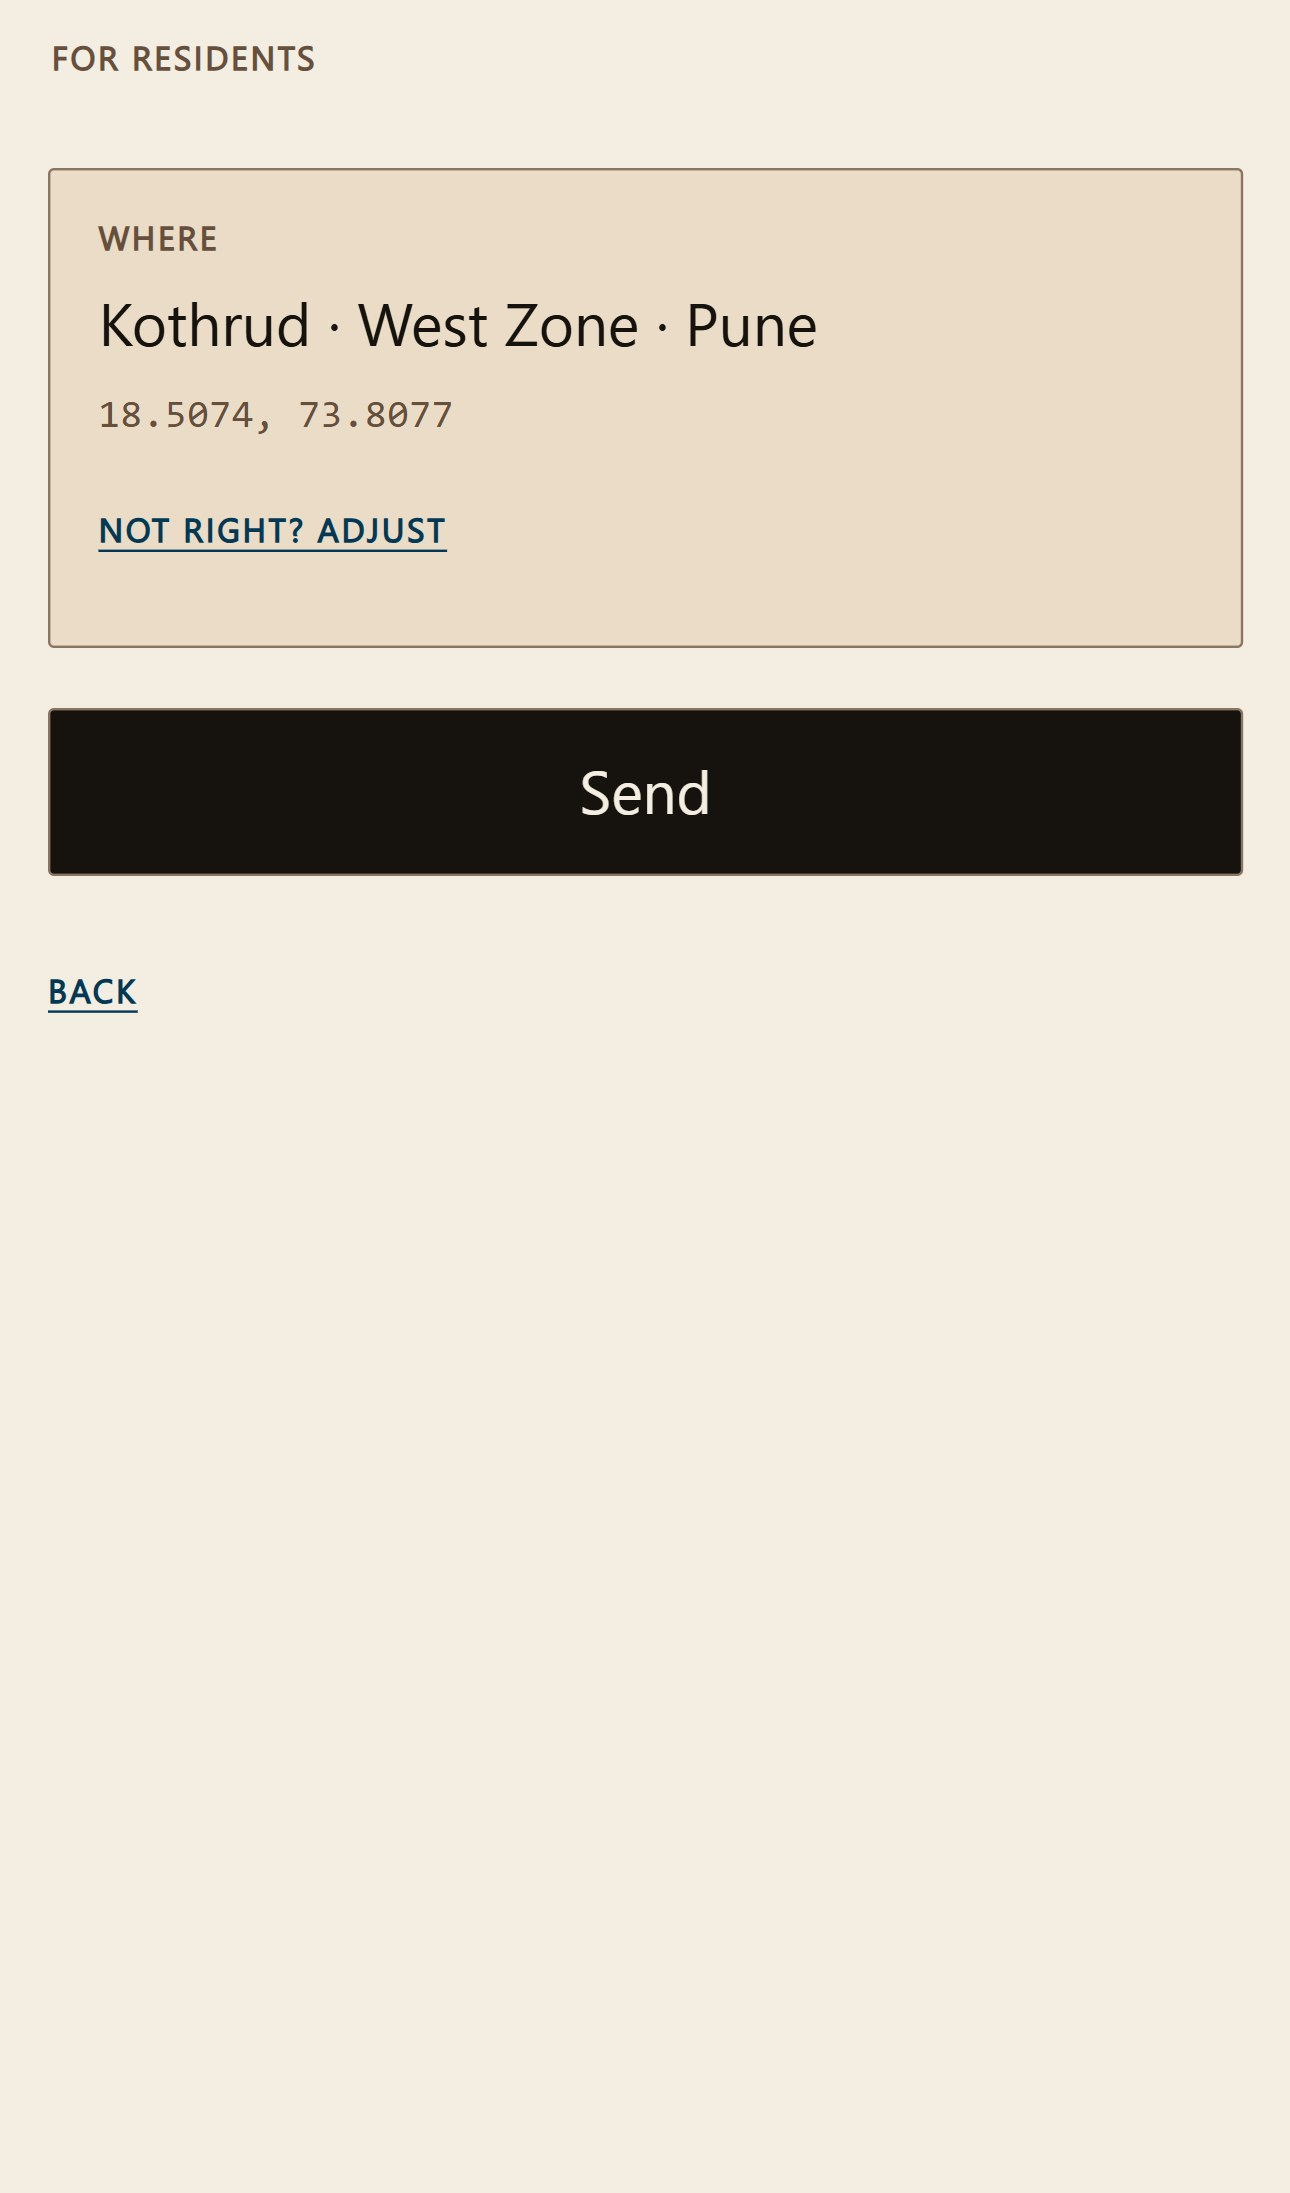 FOR RESIDENTS
WHERE
Kothrud · West Zone · Pune
18.5074, 73.8077
NOT RIGHT? ADJUST
Send
BACK